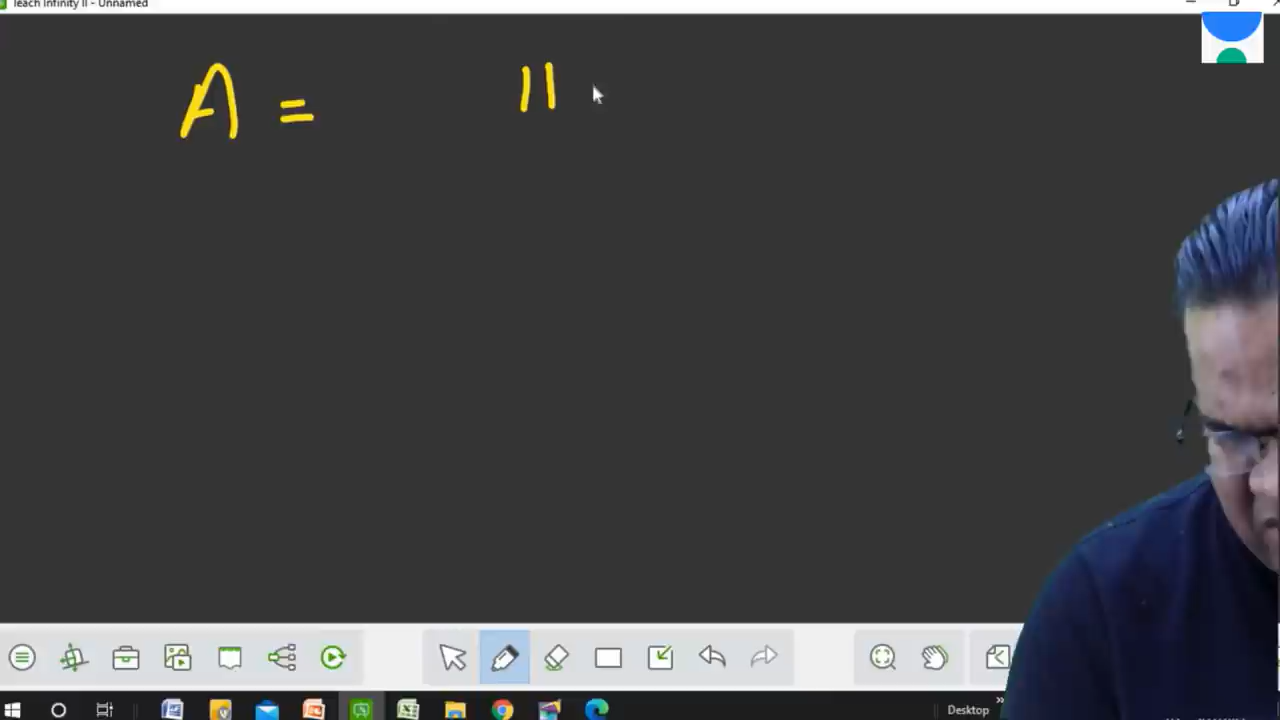 Teach Infinity II - Unnamed
A = 11
Desktop